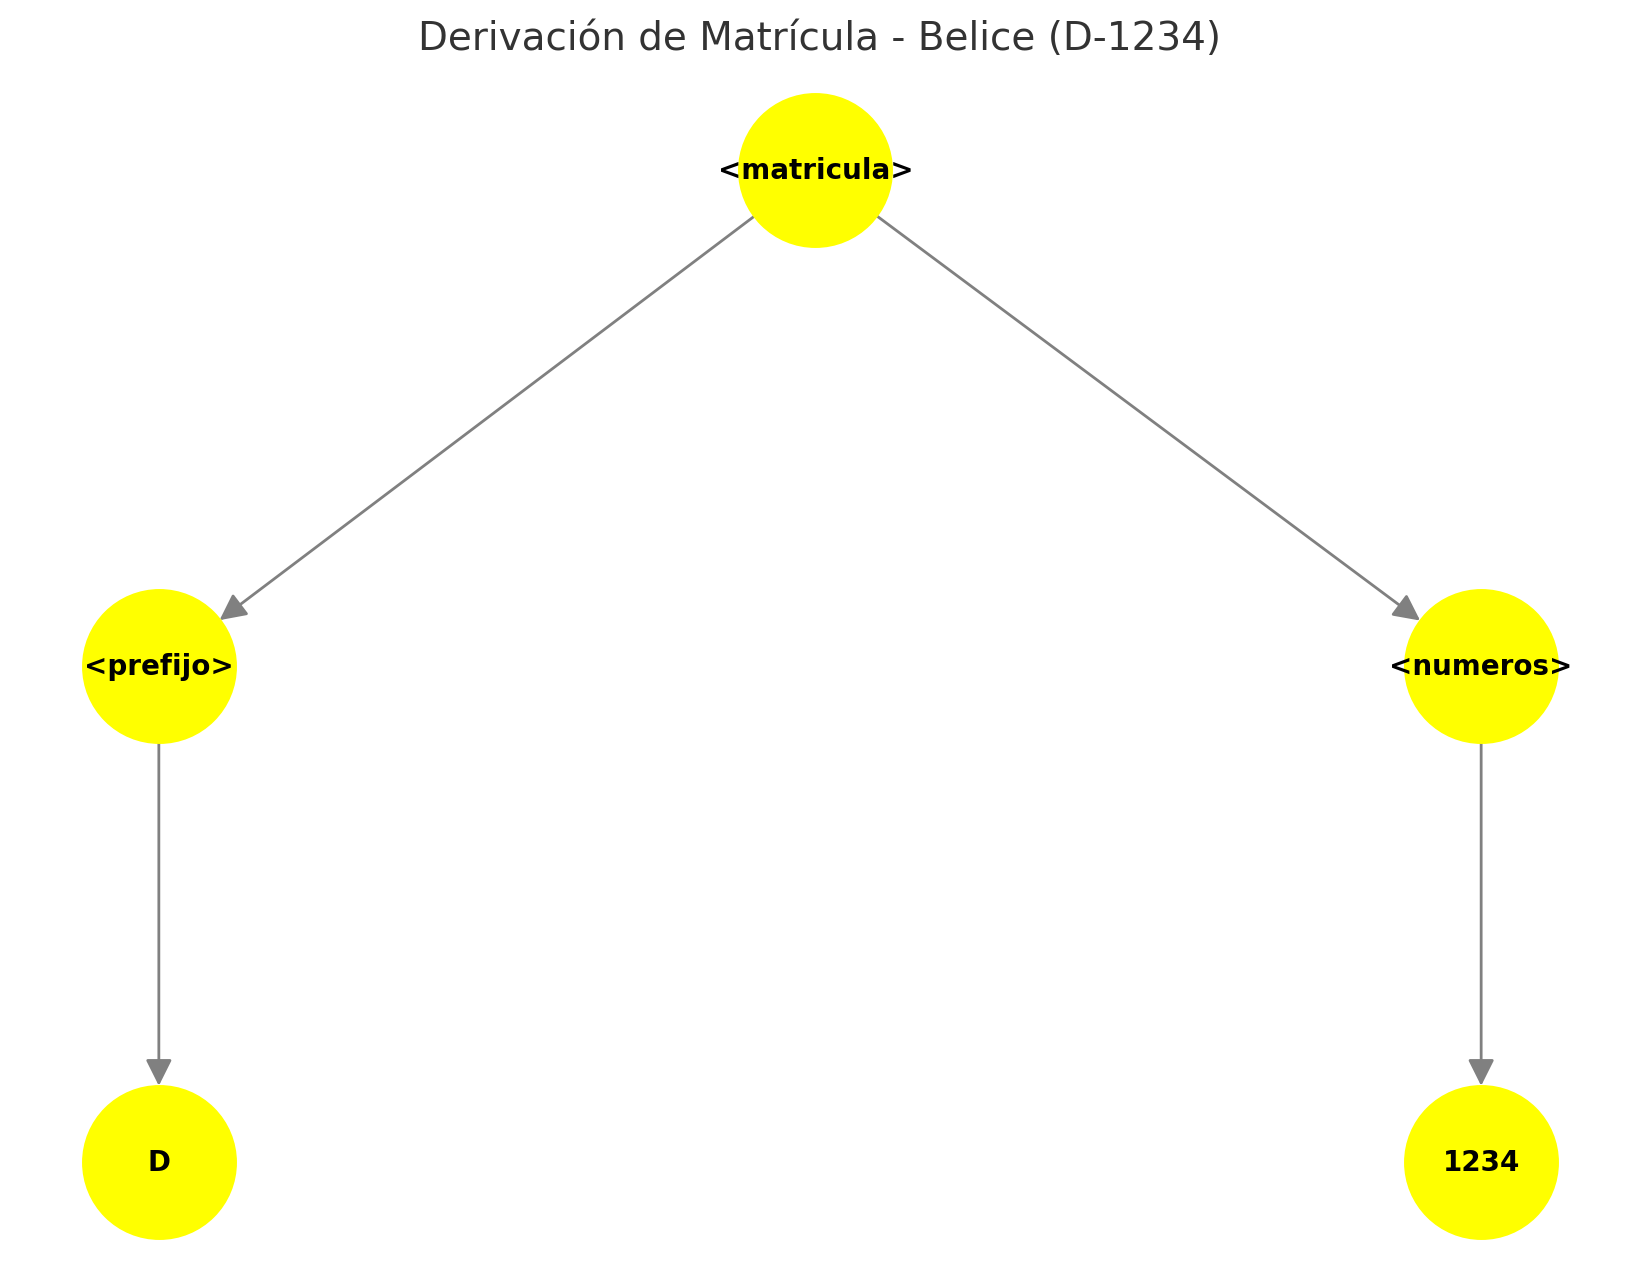 Derivación de Matrícula - Belice (D-1234)
<matricula>
<prefijo>
<numeros>
D
1234